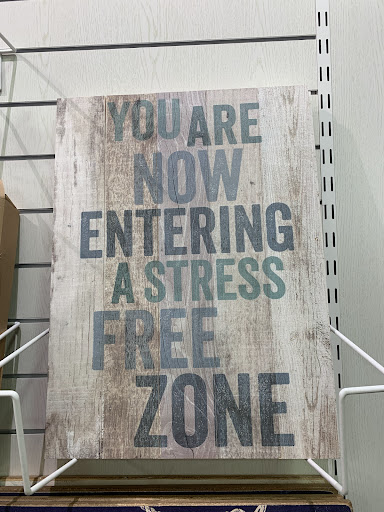 YOU ARE
NOW
ENTERING
A STRESS
FREE
ZONE